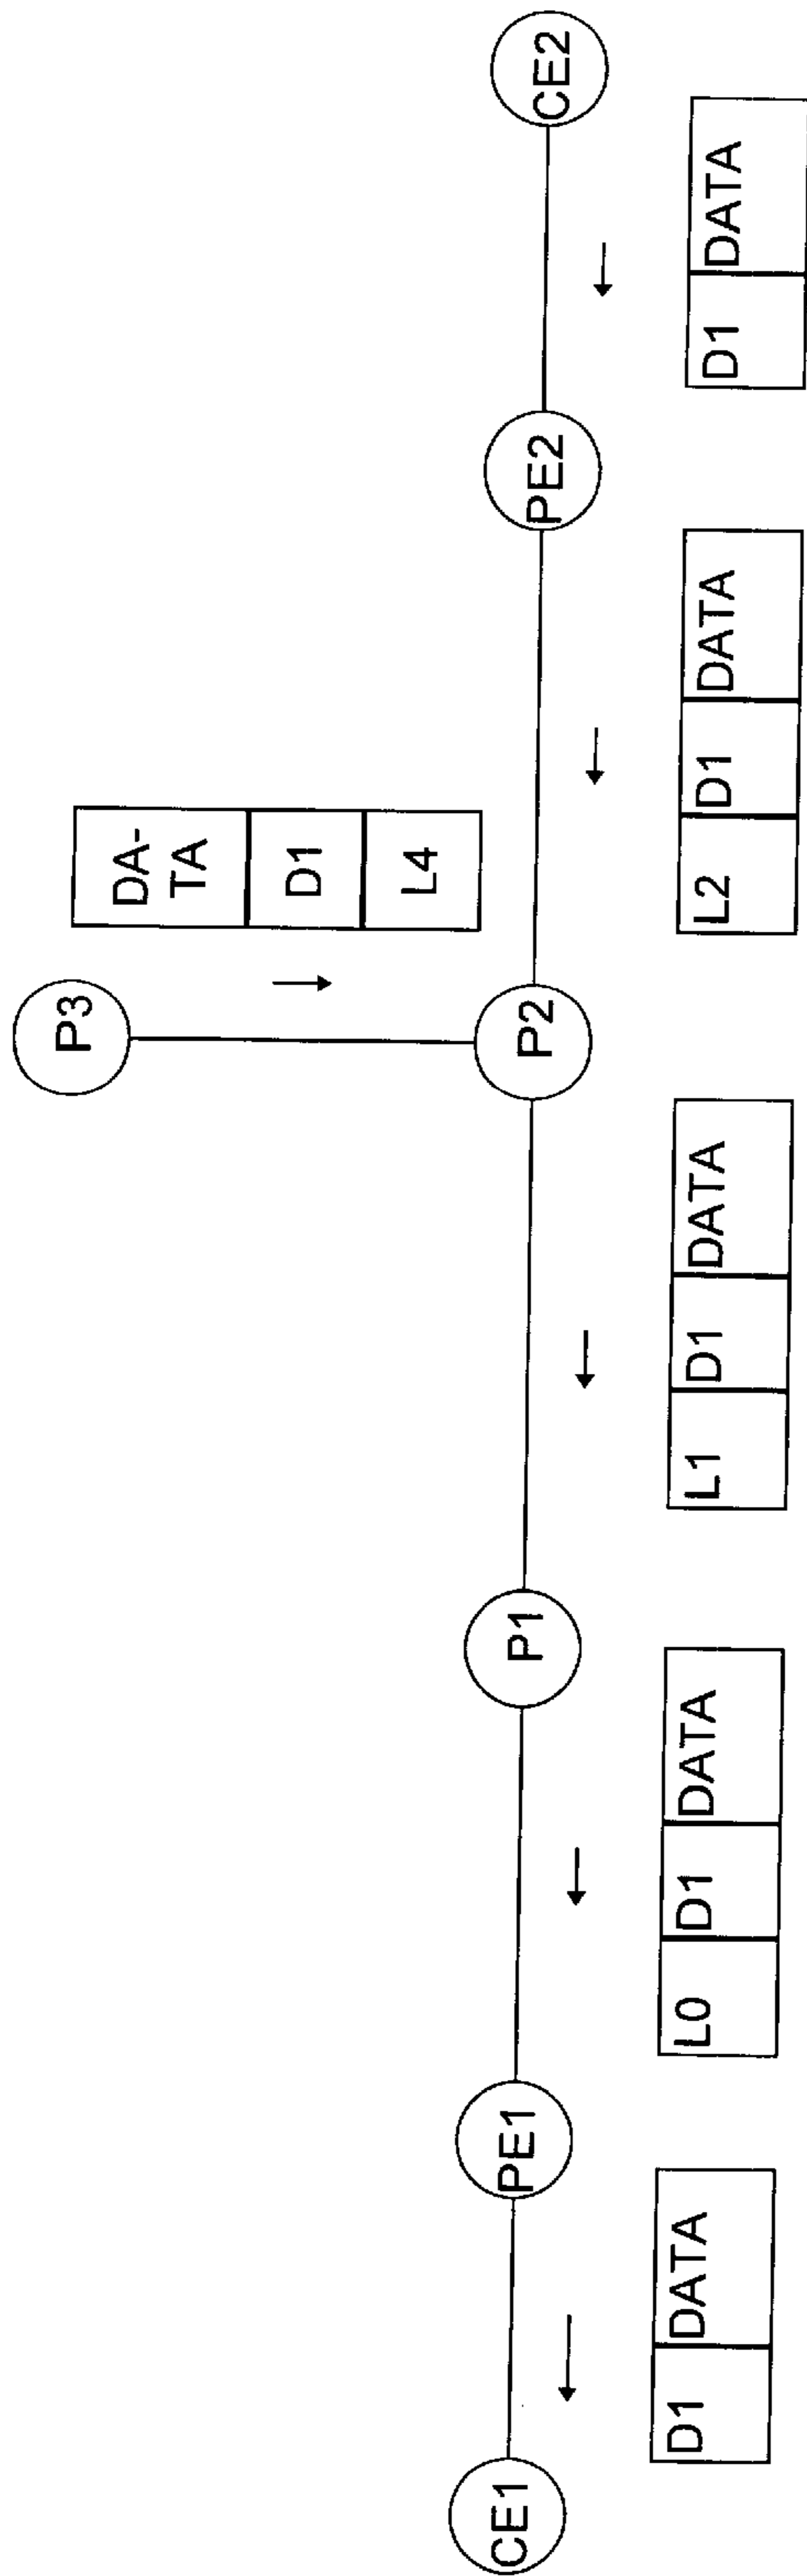 P3
DA-
TA
D1
L4
CE1
PE1
P1
P2
PE2
CE2
D1 DATA
L0 D1 DATA
L1 D1 DATA
L2 D1 DATA
D1 DATA